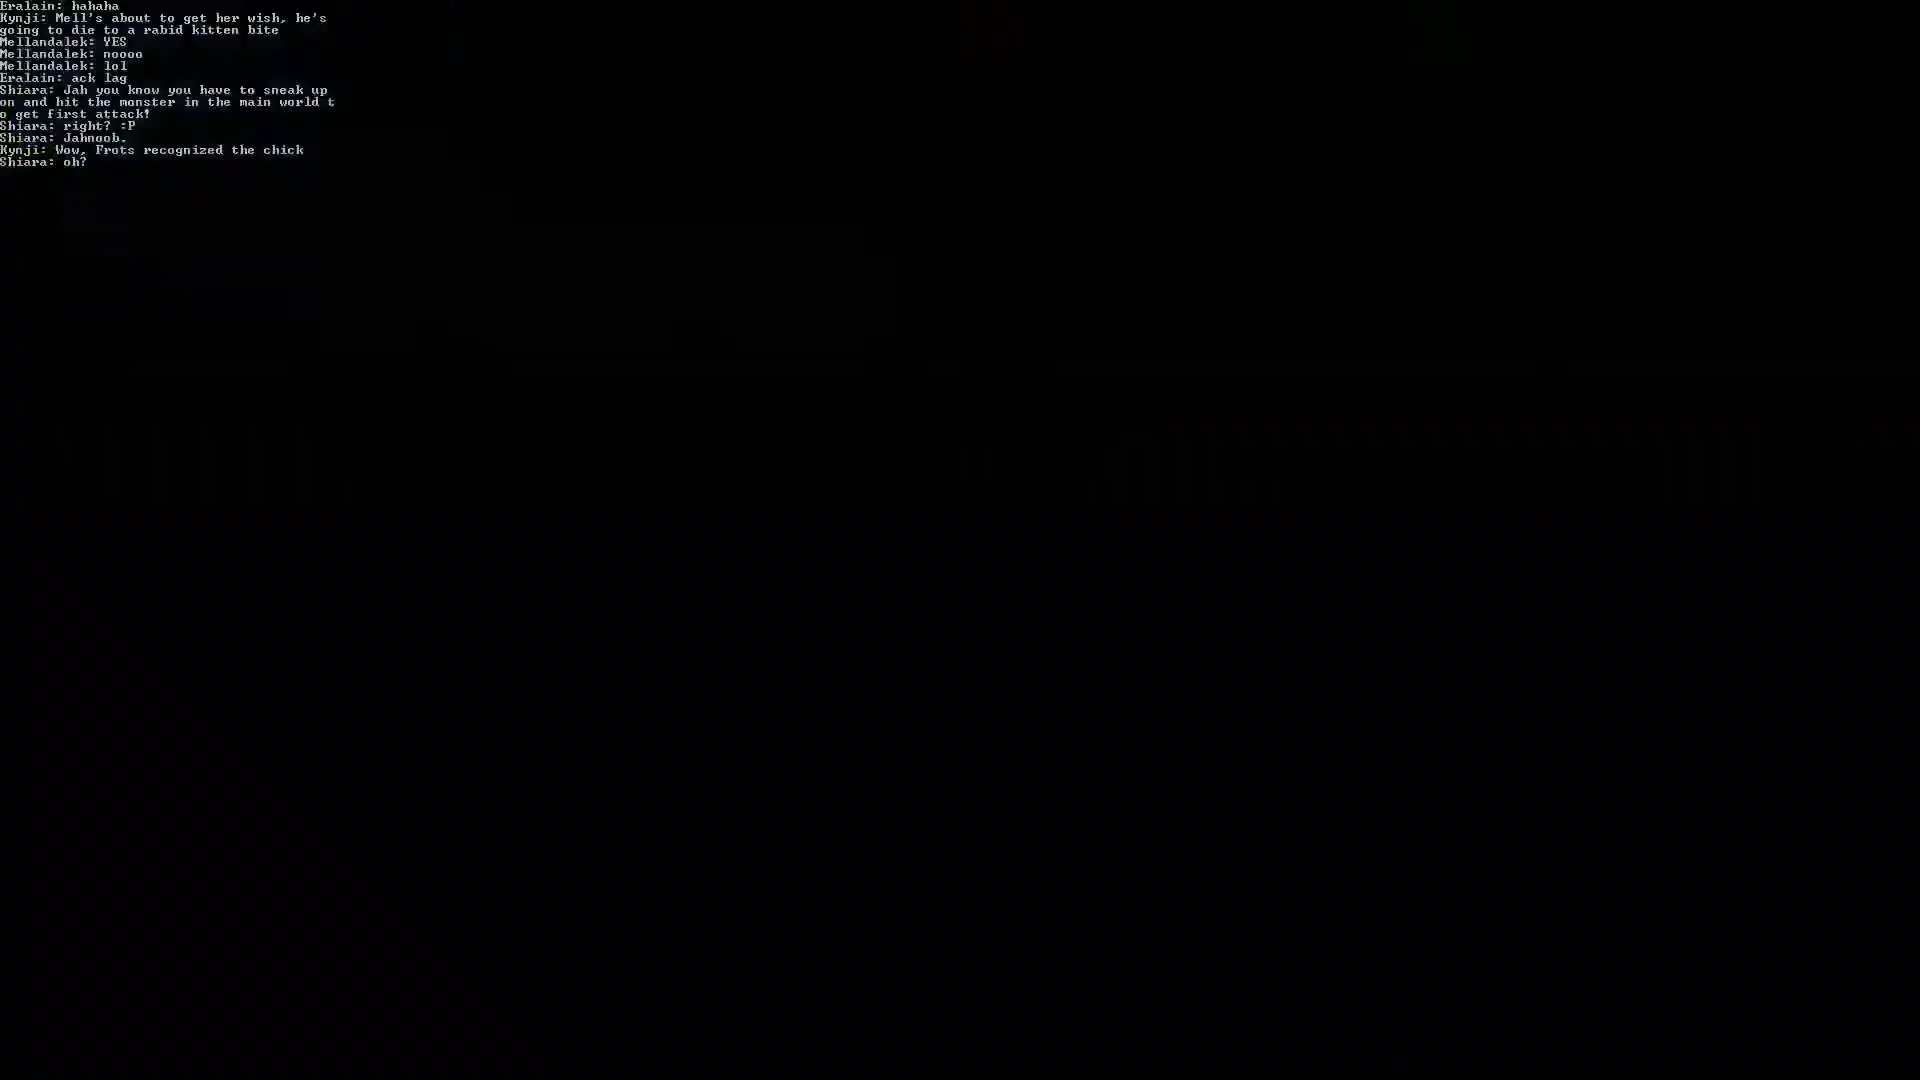 Eralain: hahaha
Kynji: Mell's about to get her wish, he's
going to die to a rabid kitten bite
Mellandalek: YES
Mellandalek: noooo
Mellandalek: lol
Eralain: ack lag
Shiara: Jah you know you have to sneak up
on and hit the monster in the main world t
o get first attack!
Shiara: right? :P
Shiara: Jahnoob.
Kynji: Wow, Frots recognized the chick
Shiara: oh?